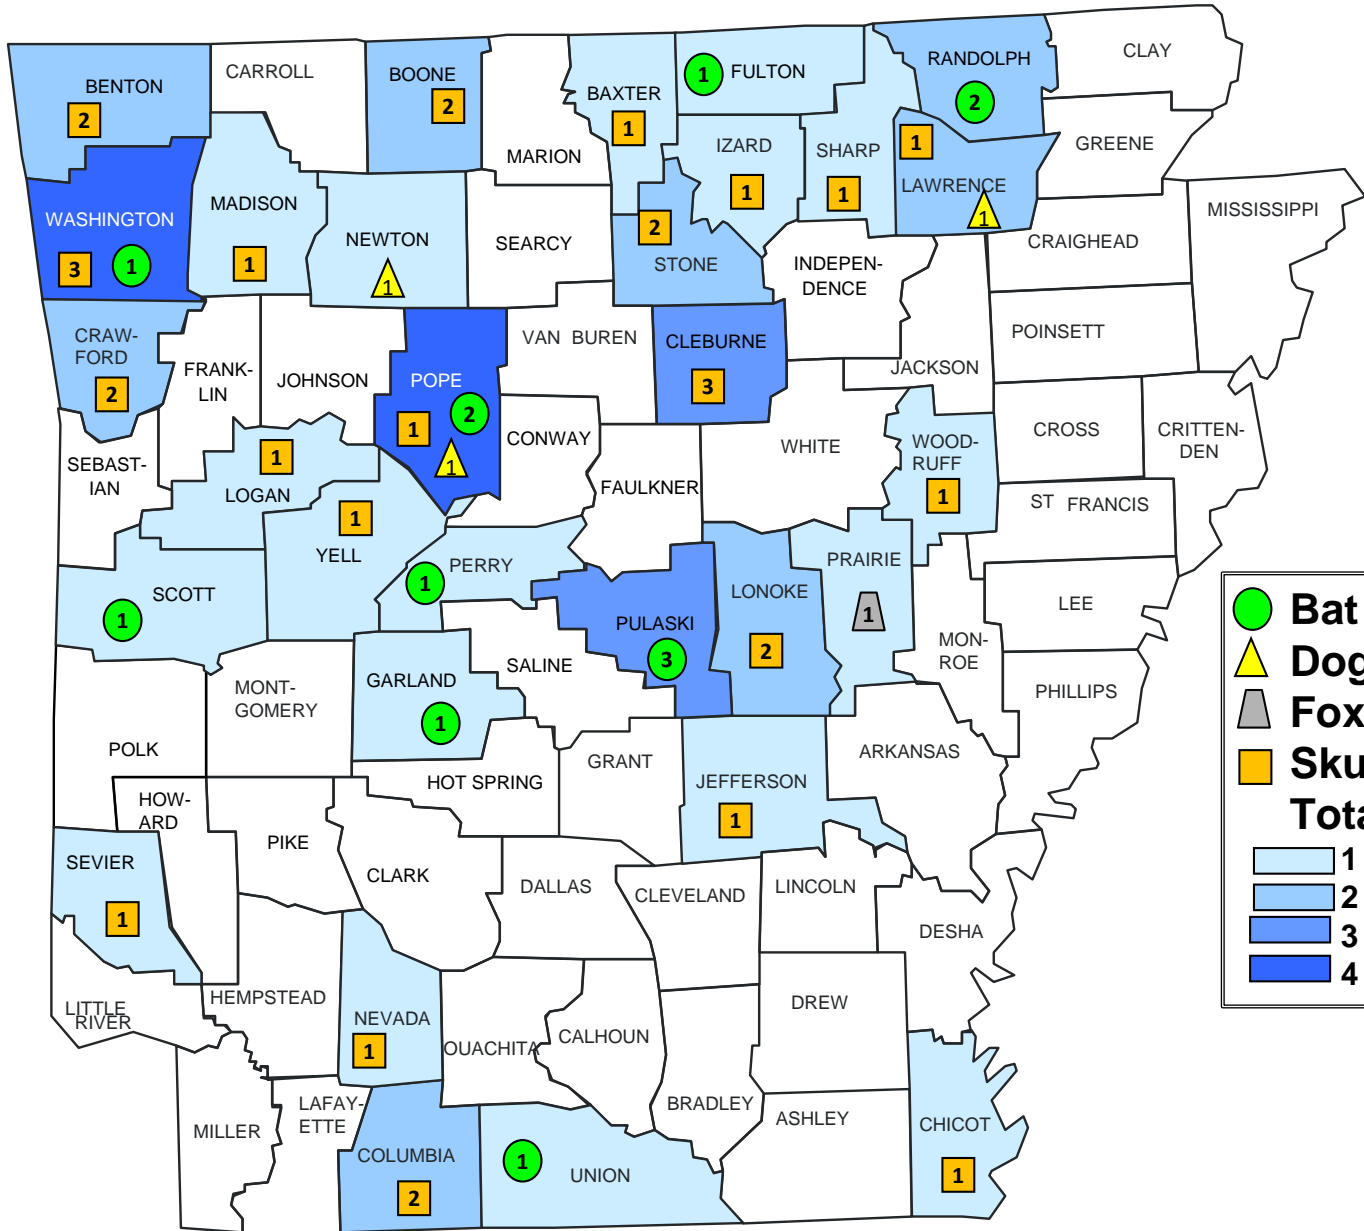 CLAY
RANDOLPH
2
FULTON
1
CARROLL
BOONE
2
BENTON
2
BAXTER
1
MARION
IZARD
1
SHARP
1
1
LAWRENCE
1
GREENE
MISSISSIPPI
WASHINGTON
3
1
MADISON
1
NEWTON
1
SEARCY
2
STONE
INDEPEN-
DENCE
CRAIGHEAD
CRAW-
FORD
2
FRANK-
LIN
JOHNSON
POPE
1
2
1
VAN BUREN
CLEBURNE
3
JACKSON
POINSETT
SEBAST-
IAN
1
LOGAN
1
YELL
CONWAY
FAULKNER
WHITE
WOOD-
RUFF
1
CROSS
CRITTEN-
DEN
ST FRANCIS
SCOTT
1
PERRY
1
PULASKI
3
LONOKE
2
PRAIRIE
1
LEE
MON-
ROE
PHILLIPS
SALINE
GARLAND
1
MONT-
GOMERY
POLK
HOT SPRING
GRANT
JEFFERSON
1
ARKANSAS
HOW-
ARD
SEVIER
1
PIKE
CLARK
DALLAS
CLEVELAND
LINCOLN
DESHA
LITTLE
RIVER
HEMPSTEAD
NEVADA
1
OUACHITA
CALHOUN
DREW
BRADLEY
ASHLEY
CHICOT
1
MILLER
LAFAY-
ETTE
COLUMBIA
2
1
UNION
Bat
Dog
Fox
Sku
Tota
1
2
3
4